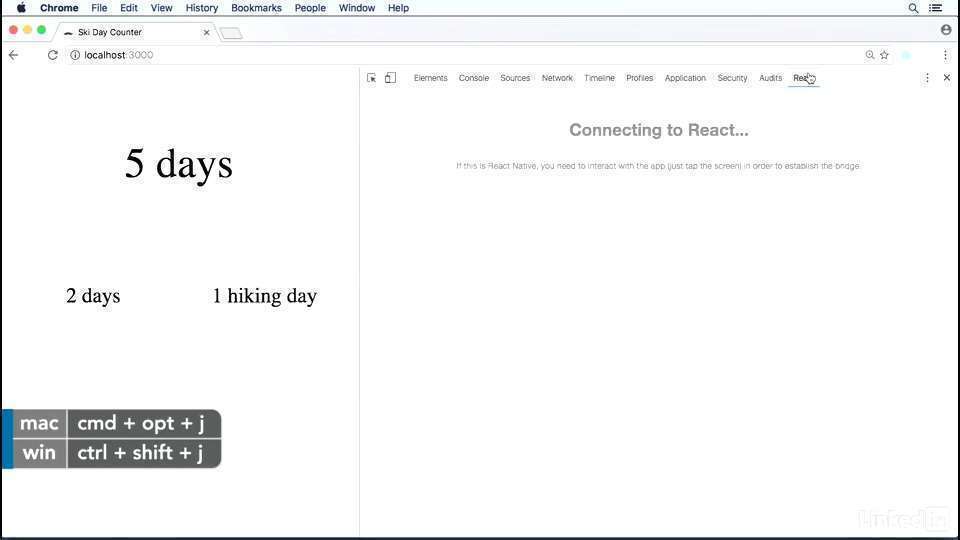 Chrome File Edit View History Bookmarks People Window Help
Ski Day Counter
localhost:3000
Elements Console Sources Network Timeline Profiles Application Security Audits React
Connecting to React...
If this is React Native, you need to interact with the app (just tap the screen) in order to establish the bridge.
5 days
2 days 1 hiking day
mac cmd + opt + j
win ctrl + shift + j
LinkedIn